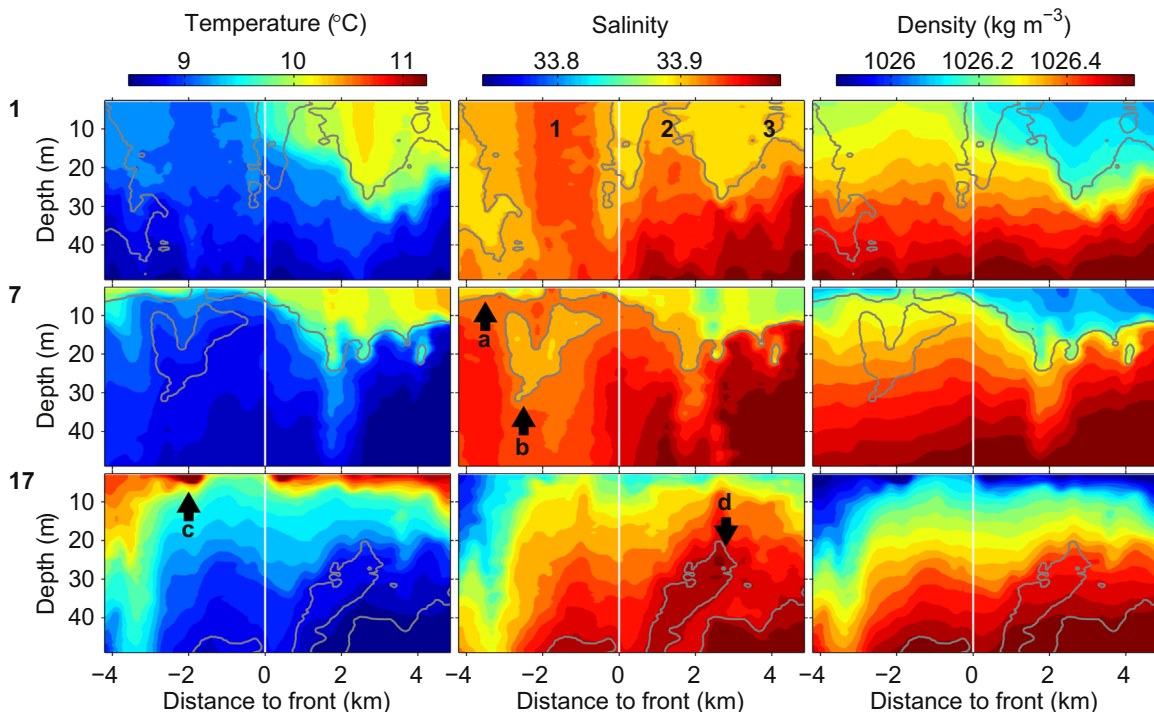 Temperature (°C) Salinity Density (kg m⁻³)
9 10 11 33.8 33.9 1026 1026.2 1026.4
1 Depth (m) 10 20 30 40 1 2 3
7 Depth (m) 10 20 30 40 a b
17 Depth (m) 10 20 30 40 c d
−4 −2 0 2 4 −4 −2 0 2 4 −4 −2 0 2 4
Distance to front (km) Distance to front (km) Distance to front (km)